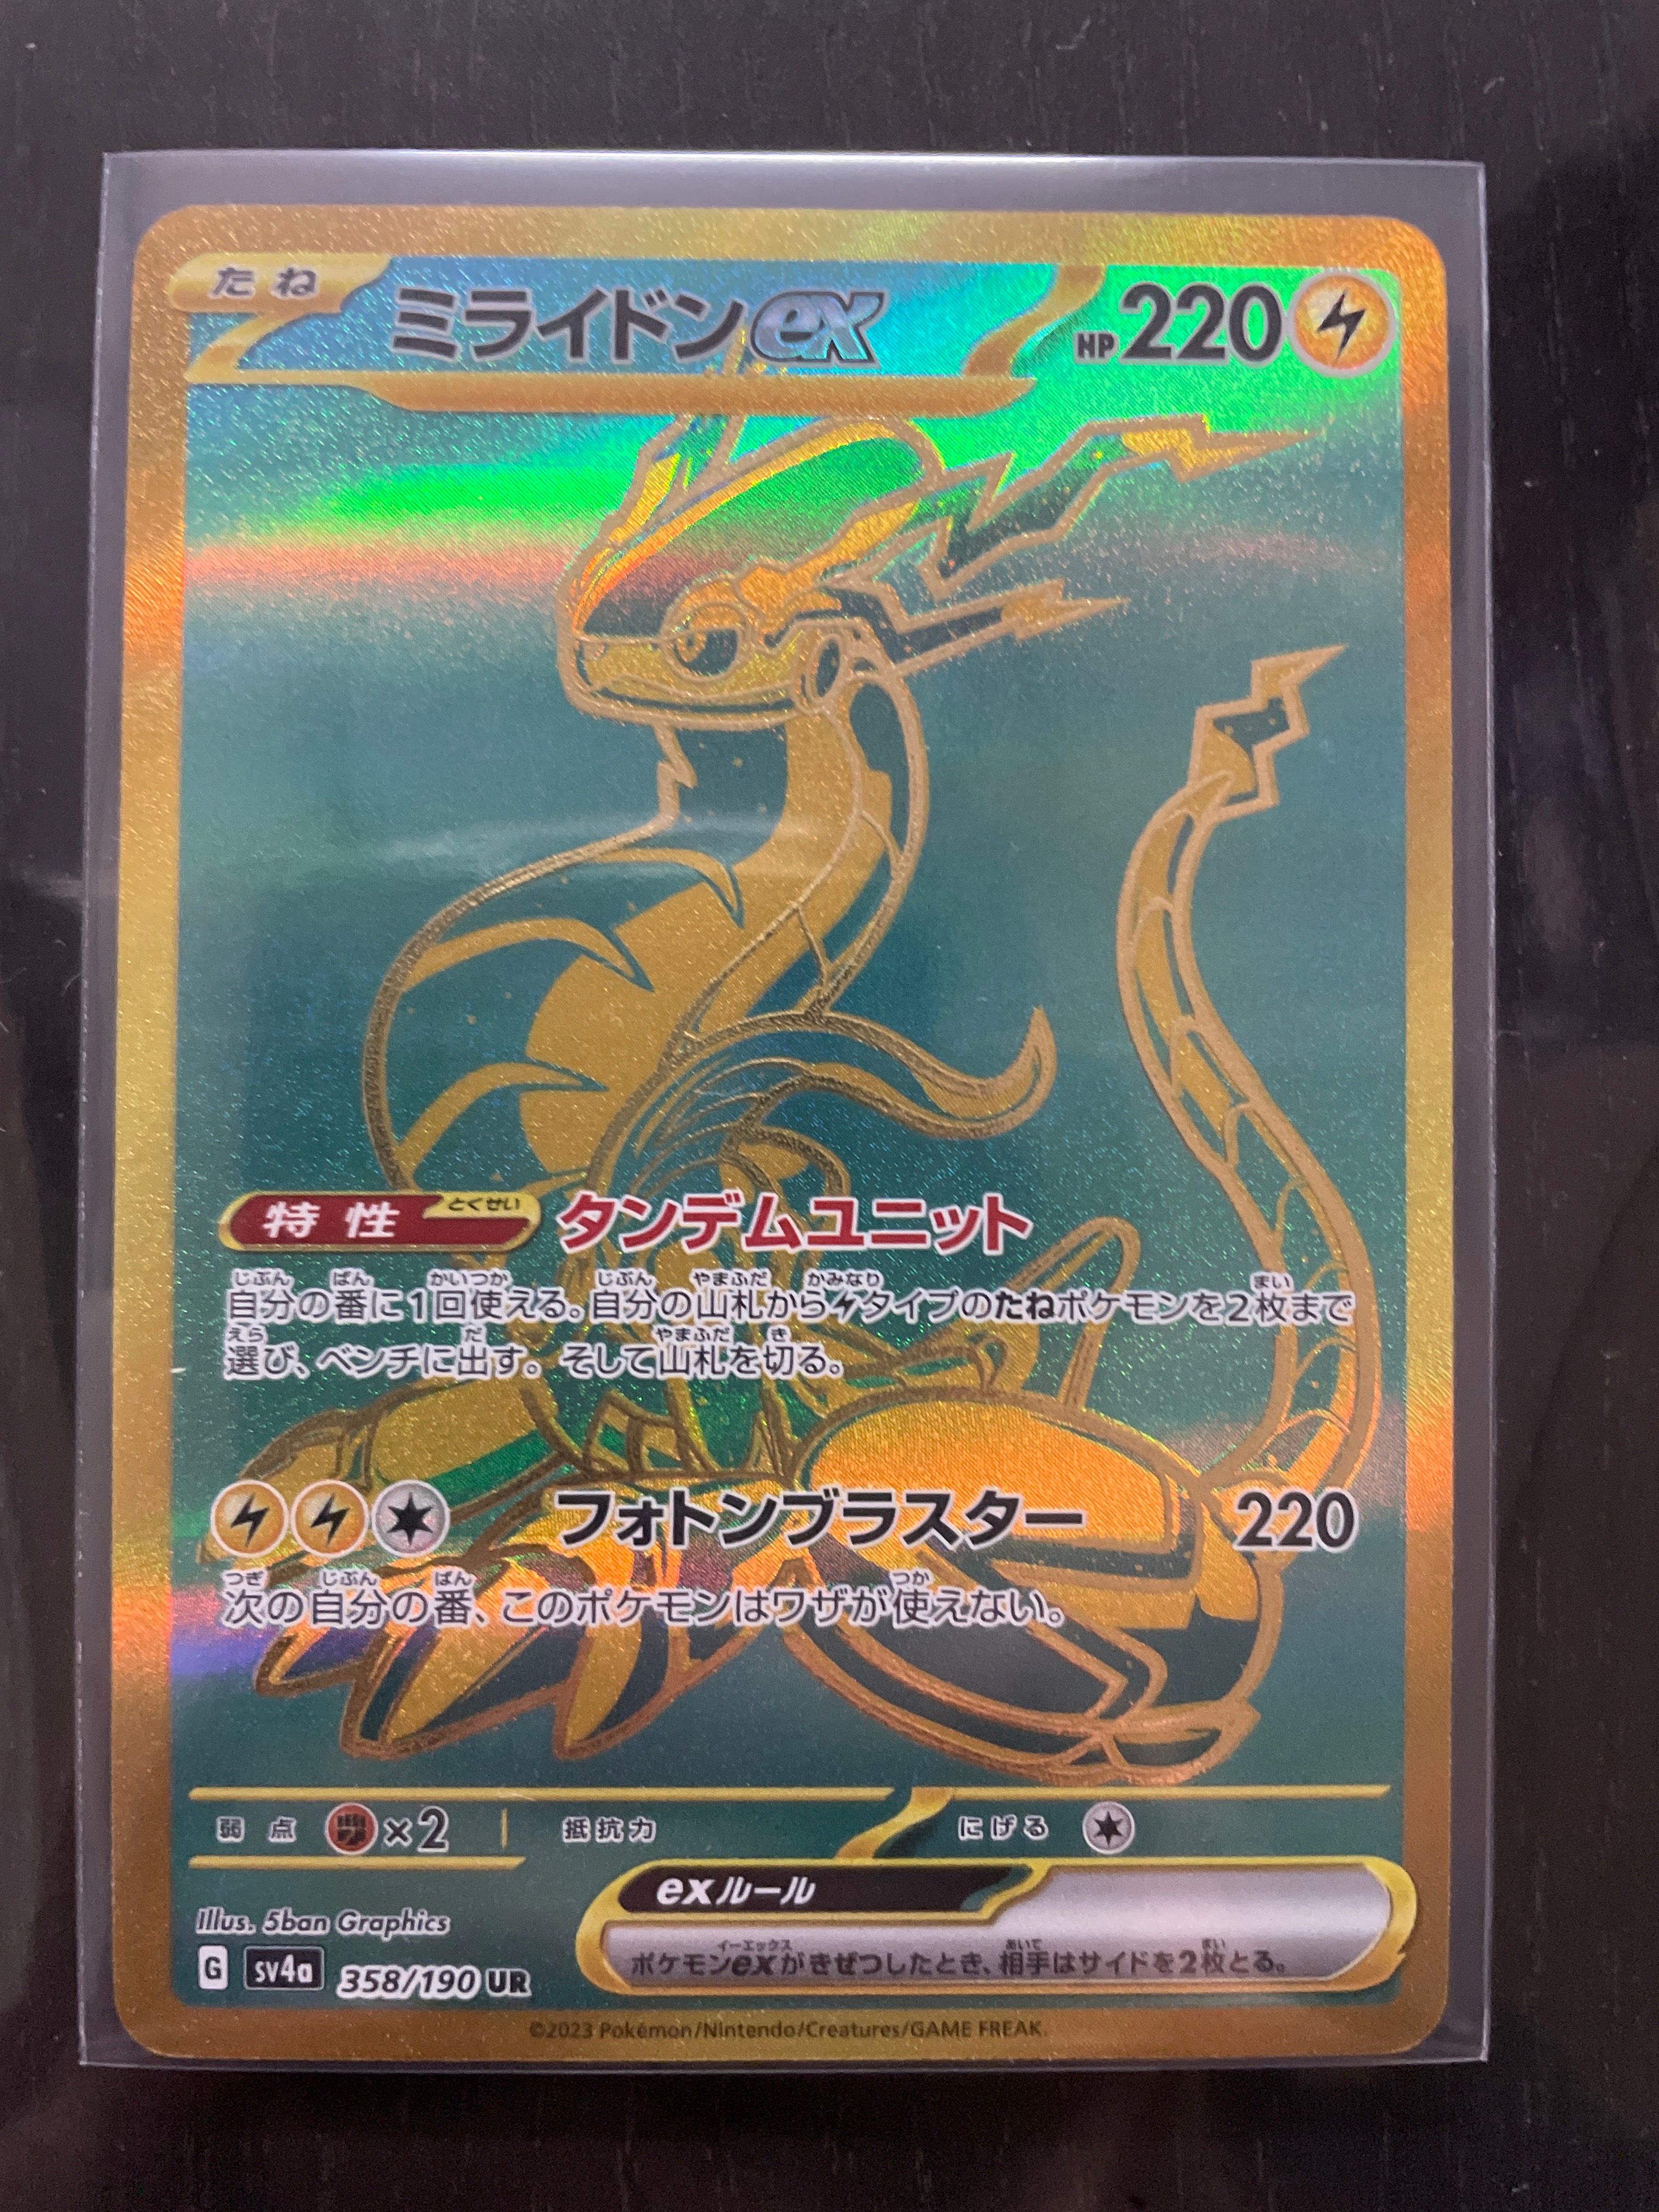 たね
ミライドンex HP220
特性 とくせい タンデムユニット
じぶん ばん かいつか じぶん やまふだ かみなり まい
自分の番に1回使える。自分の山札からタイプのたねポケモンを2枚まで
えら だ やまふだ き
選び、ベンチに出す。そして山札を切る。
フォトンブラスター 220
つぎ じぶん ばん つか
次の自分の番、このポケモンはワザが使えない。
弱点 ×2 抵抗力 にげる
exルール
Illus. 5ban Graphics
イーエックス あいて まい
ポケモンexがきぜつしたとき、相手はサイドを2枚とる。
G sv4a 358/190 UR
©2023 Pokémon/Nintendo/Creatures/GAME FREAK.